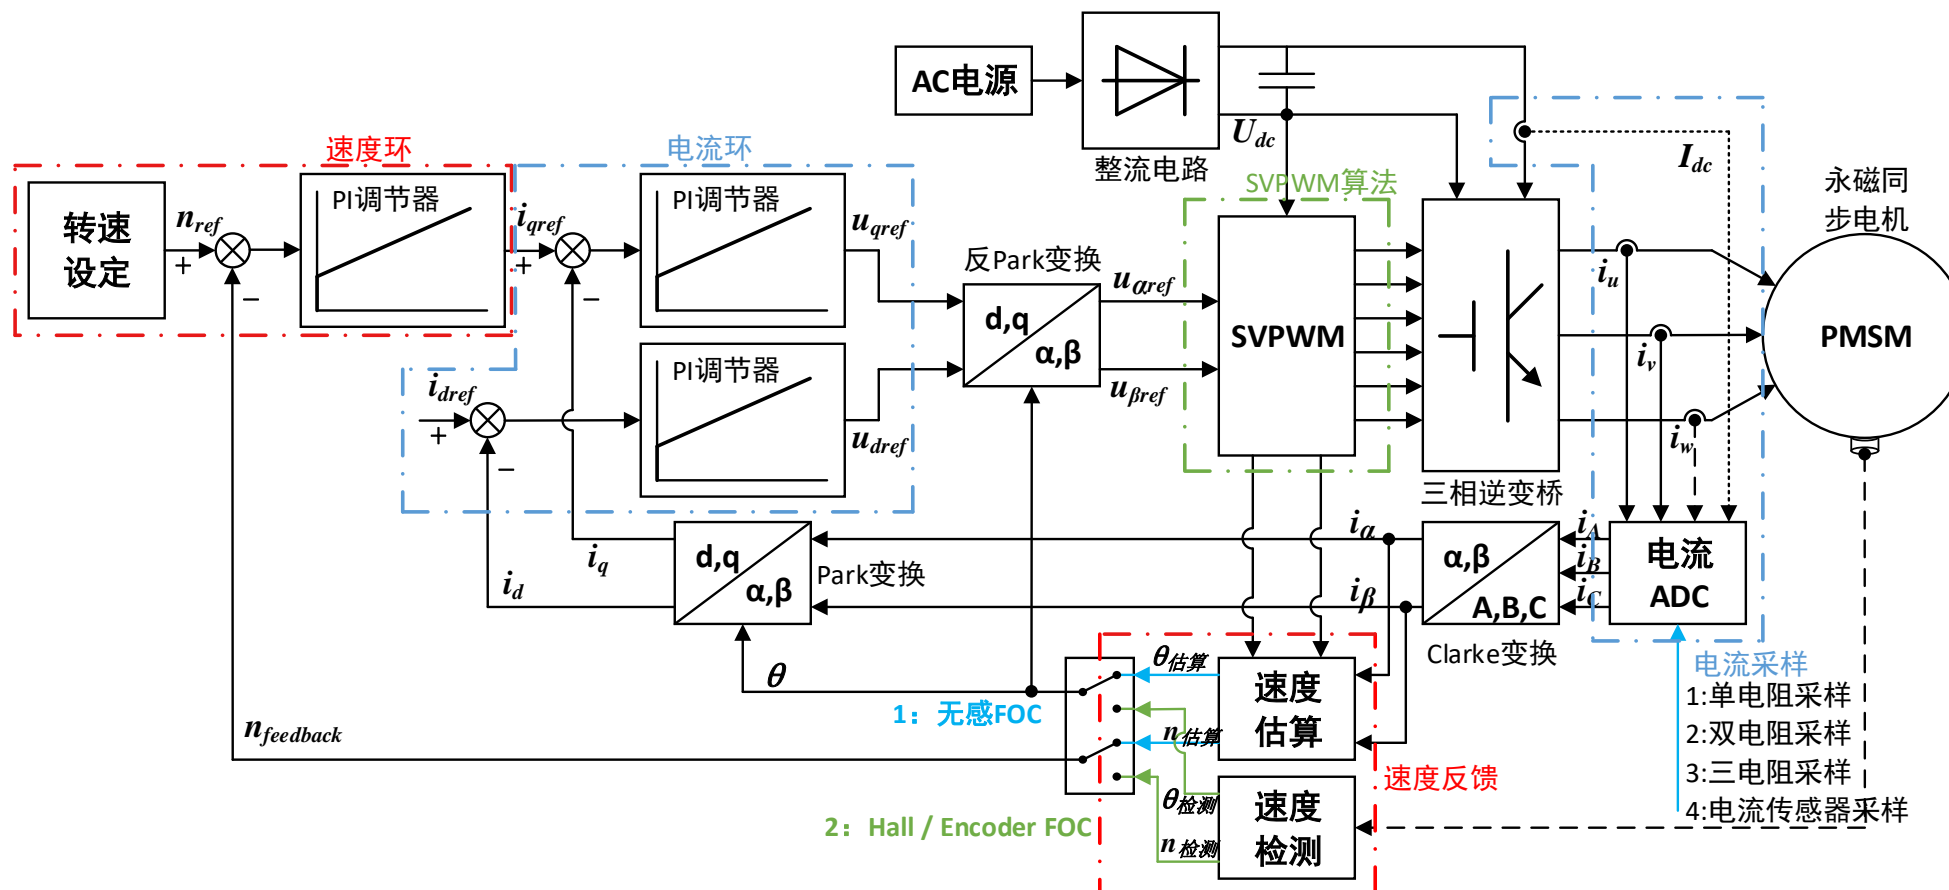 AC电源
整流电路
U_dc
I_dc
速度环
电流环
SVPWM算法
永磁同
步电机
转速
设定
n_ref
+
−
PI调节器
i_qref
+
−
PI调节器
u_qref
反Park变换
d,q
α,β
u_αref
u_βref
SVPWM
i_u
i_v
i_w
PMSM
i_dref
+
−
PI调节器
u_dref
三相逆变桥
i_q
i_d
d,q
α,β
Park变换
i_α
i_β
α,β
A,B,C
Clarke变换
i_A
i_B
i_C
电流
ADC
电流采样
1:单电阻采样
2:双电阻采样
3:三电阻采样
4:电流传感器采样
θ
1：无感FOC
θ估算
n估算
速度
估算
n_feedback
速度反馈
2：Hall / Encoder FOC
θ检测
n检测
速度
检测